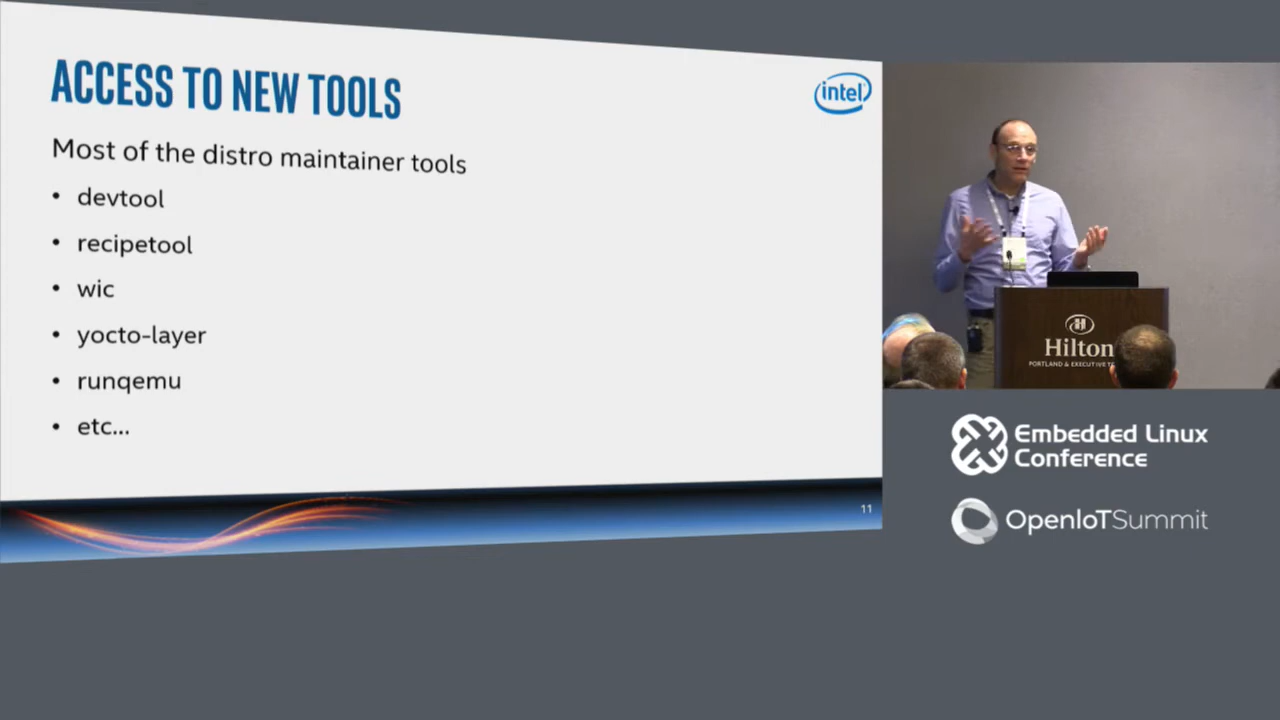 ACCESS TO NEW TOOLS
intel
Most of the distro maintainer tools
• devtool
• recipetool
• wic
• yocto-layer
• runqemu
• etc...
11
H
Hilton
PORTLAND & EXECUTIVE
Embedded Linux
Conference
OpenIoTSummit